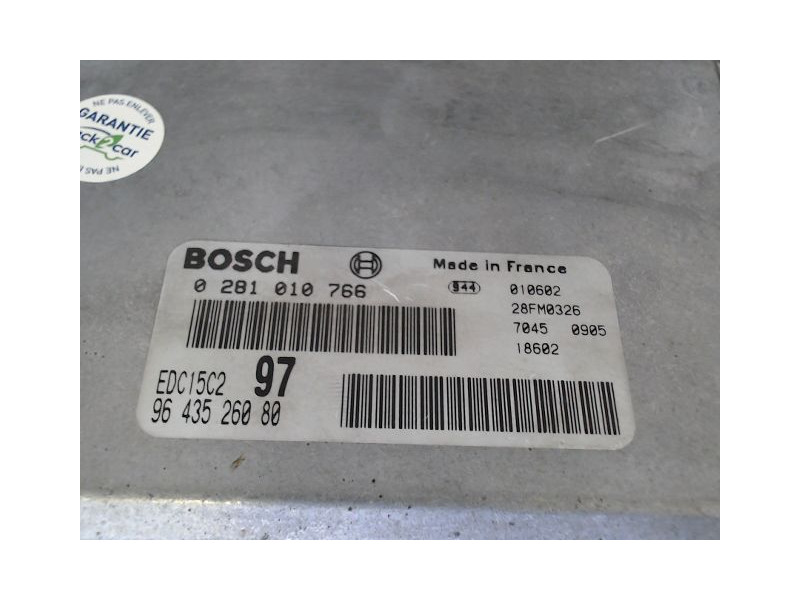 NE PAS ENLEVER
GARANTIE
ck2car
NE PAS
BOSCH
Made in France
0 281 010 766
944
010602
28FM0326
7045 0905
18602
EDC15C2 97
96 435 260 80